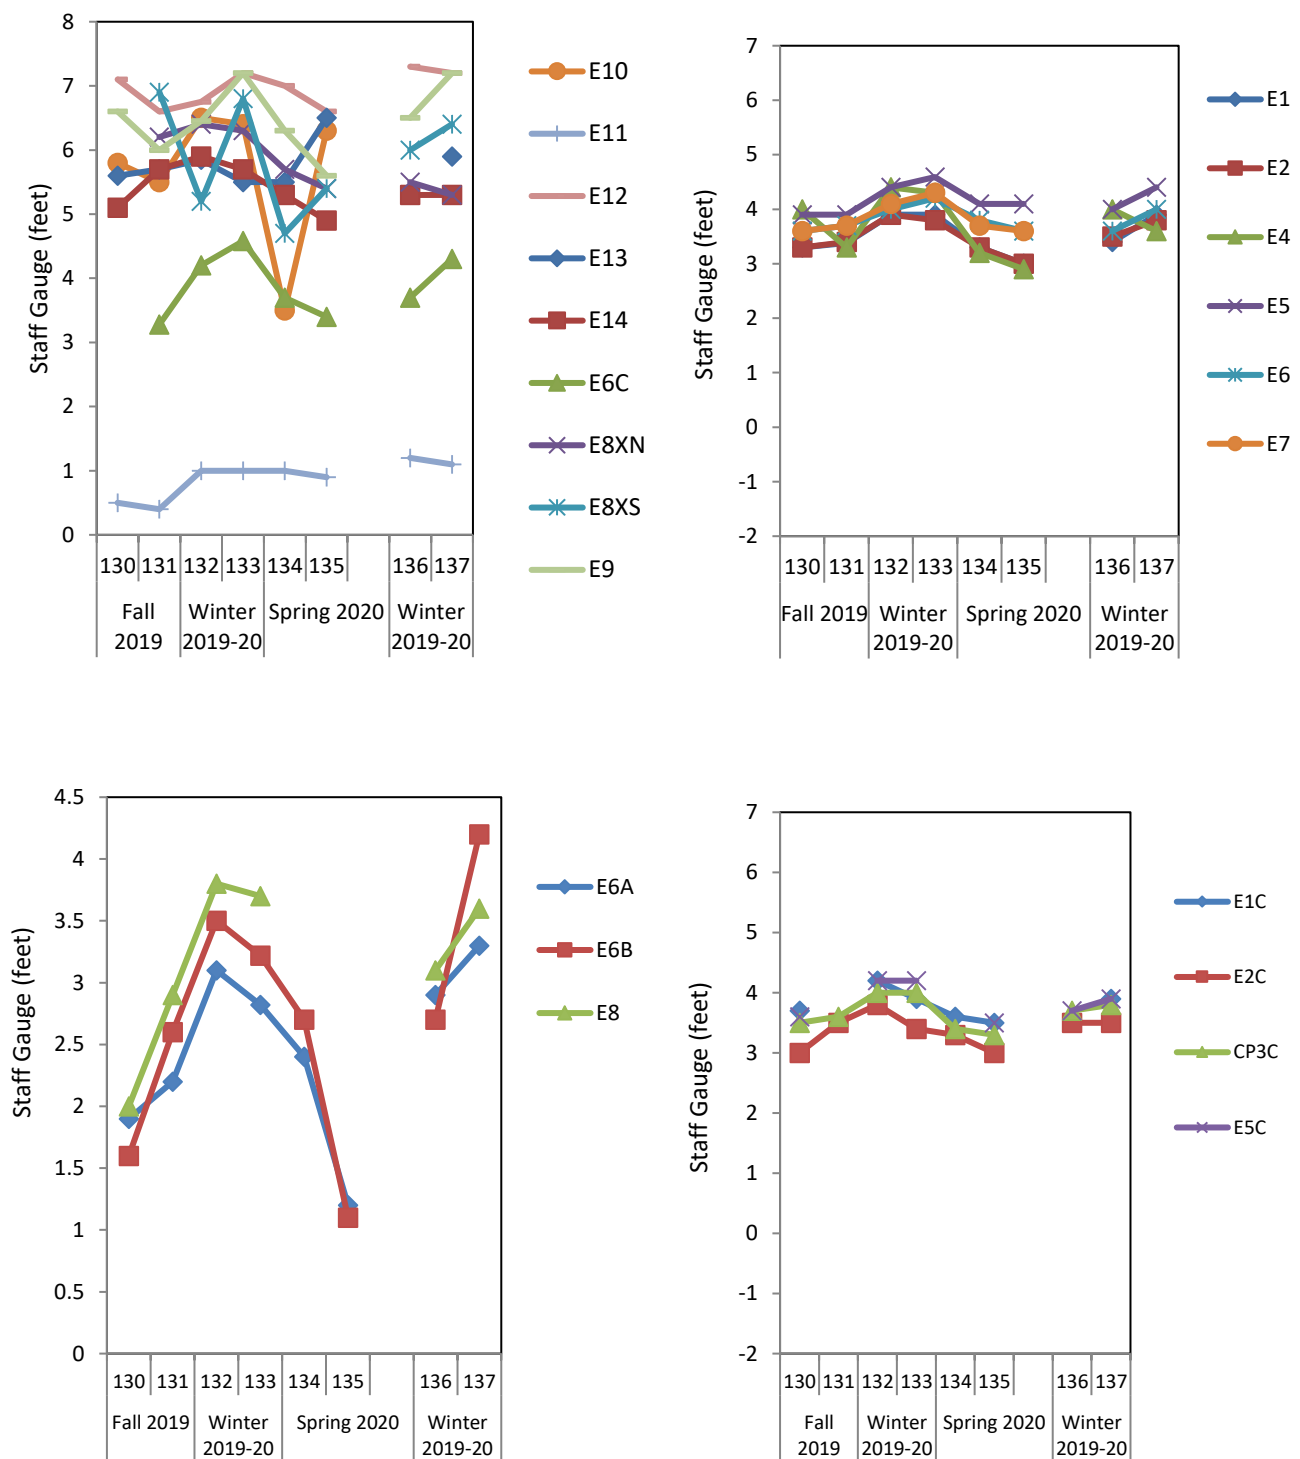 8
7
6
5
4
3
2
1
0
Staff Gauge (feet)
130 131 132 133 134 135 136 137
Fall 2019
Winter 2019-20
Spring 2020
Winter 2019-20
E10
E11
E12
E13
E14
E6C
E8XN
E8XS
E9
7
6
5
4
3
2
1
0
-1
-2
Staff Gauge (feet)
130 131 132 133 134 135 136 137
Fall 2019
Winter 2019-20
Spring 2020
Winter 2019-20
E1
E2
E4
E5
E6
E7
4.5
4
3.5
3
2.5
2
1.5
1
0.5
0
Staff Gauge (feet)
130 131 132 133 134 135 136 137
Fall 2019
Winter 2019-20
Spring 2020
Winter 2019-20
E6A
E6B
E8
7
6
5
4
3
2
1
0
-1
-2
Staff Gauge (feet)
130 131 132 133 134 135 136 137
Fall 2019
Winter 2019-20
Spring 2020
Winter 2019-20
E1C
E2C
CP3C
E5C